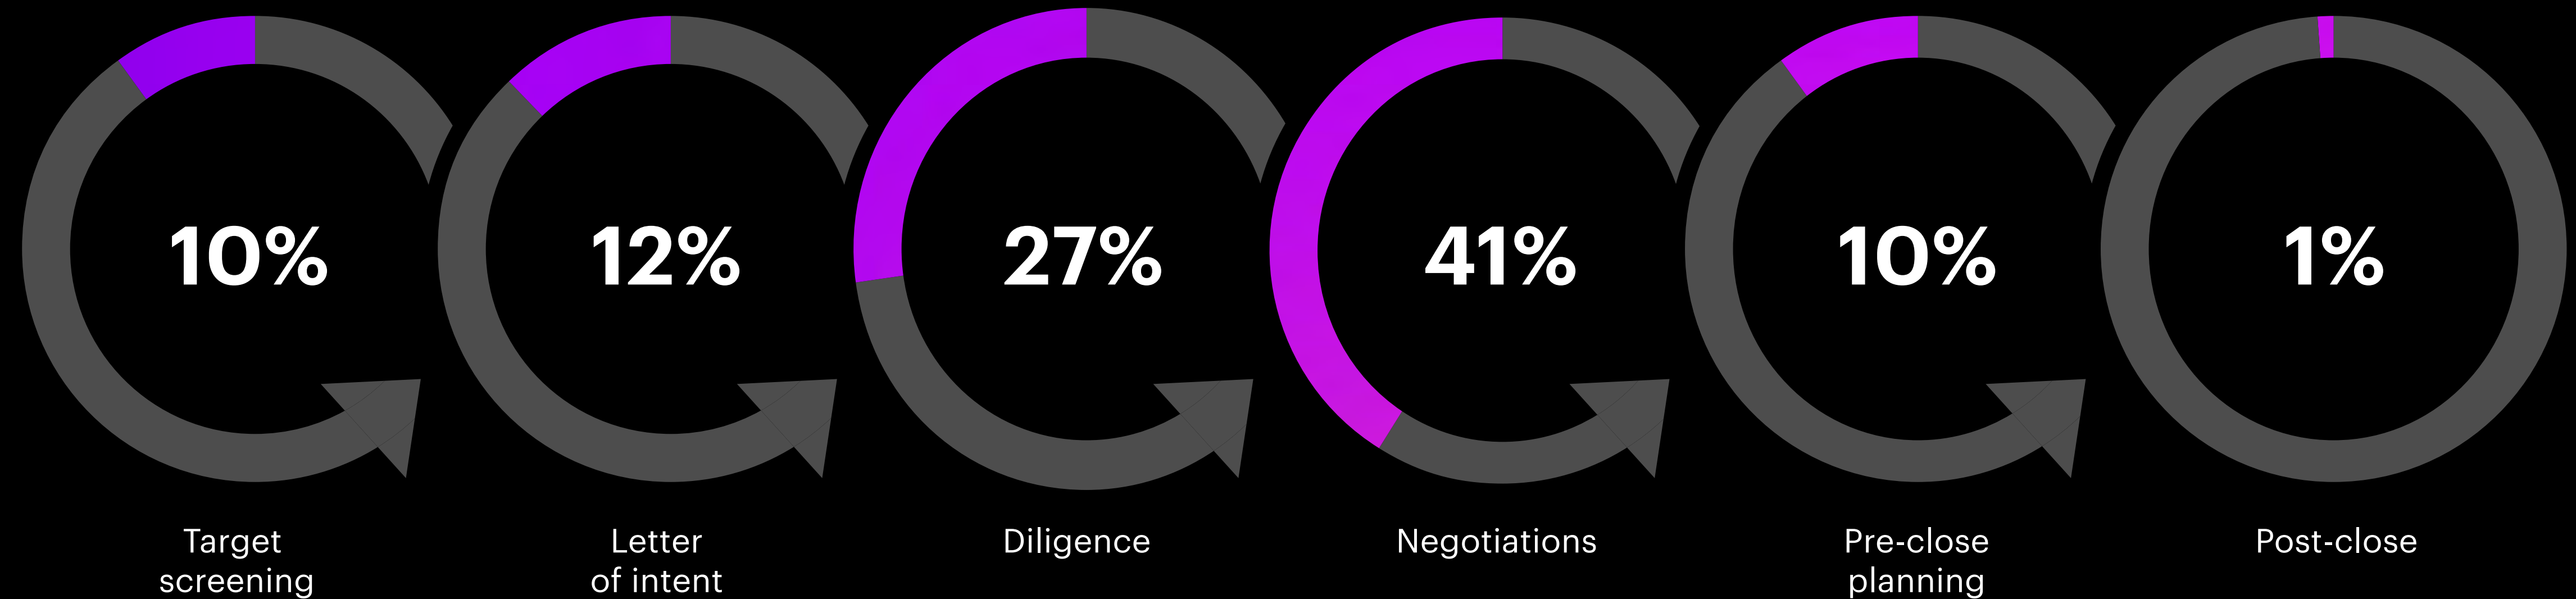 10%
12%
27%
41%
10%
1%
Target
screening
Letter
of intent
Diligence
Negotiations
Pre-close
planning
Post-close